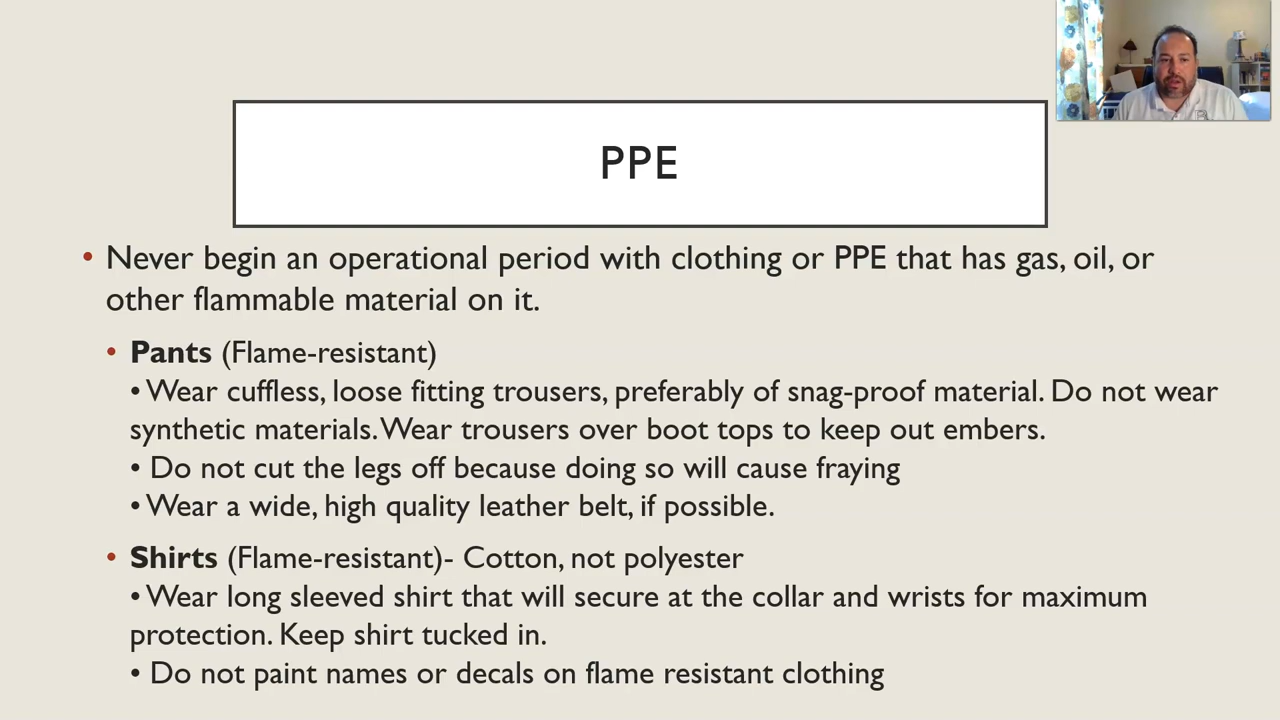 PPE
• Never begin an operational period with clothing or PPE that has gas, oil, or
other flammable material on it.
• Pants (Flame-resistant)
• Wear cuffless, loose fitting trousers, preferably of snag-proof material. Do not wear
synthetic materials. Wear trousers over boot tops to keep out embers.
• Do not cut the legs off because doing so will cause fraying
• Wear a wide, high quality leather belt, if possible.
• Shirts (Flame-resistant)- Cotton, not polyester
• Wear long sleeved shirt that will secure at the collar and wrists for maximum
protection. Keep shirt tucked in.
• Do not paint names or decals on flame resistant clothing